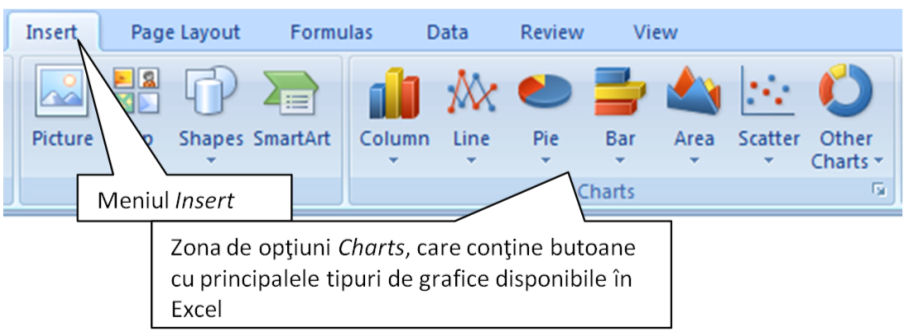 Insert Page Layout Formulas Data Review View
Picture Shapes SmartArt Column Line Pie Bar Area Scatter Other
Charts
Charts
Meniul Insert
Zona de opţiuni Charts, care conţine butoane
cu principalele tipuri de grafice disponibile în
Excel